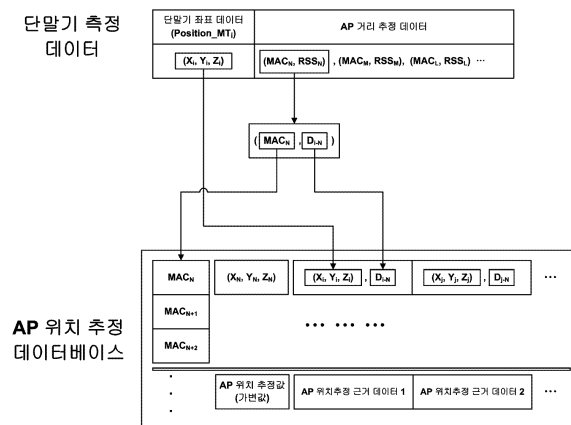 단말기 측정
데이터
단말기 좌표 데이터
(Position_MTi)
AP 거리 추정 데이터
(Xi, Yi, Zi)
(MACN, RSSN) , (MACM, RSSM), (MACL, RSSL) ···
( MACN , Di-N )
AP 위치 추정
데이터베이스
MACN
(XN, YN, ZN)
(Xi, Yi, Zi) , Di-N
(Xj, Yj, Zj) , Dj-N
···
MACN+1
··· ··· ···
MACN+2
AP 위치 추정값
(가변값)
AP 위치추정 근거 데이터 1
AP 위치추정 근거 데이터 2
···